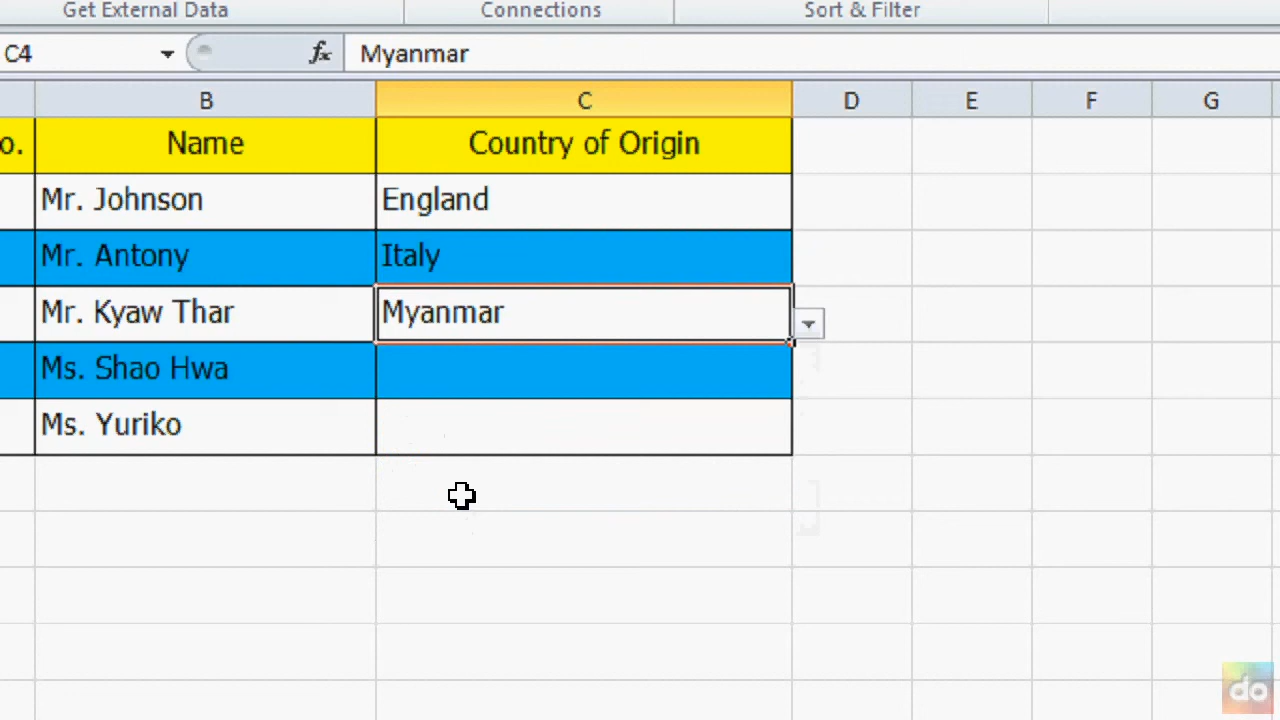 Get External Data Connections Sort & Filter
C4 fx Myanmar
B C D E F G
o. Name Country of Origin
Mr. Johnson England
Mr. Antony Italy
Mr. Kyaw Thar Myanmar
Ms. Shao Hwa
Ms. Yuriko
do